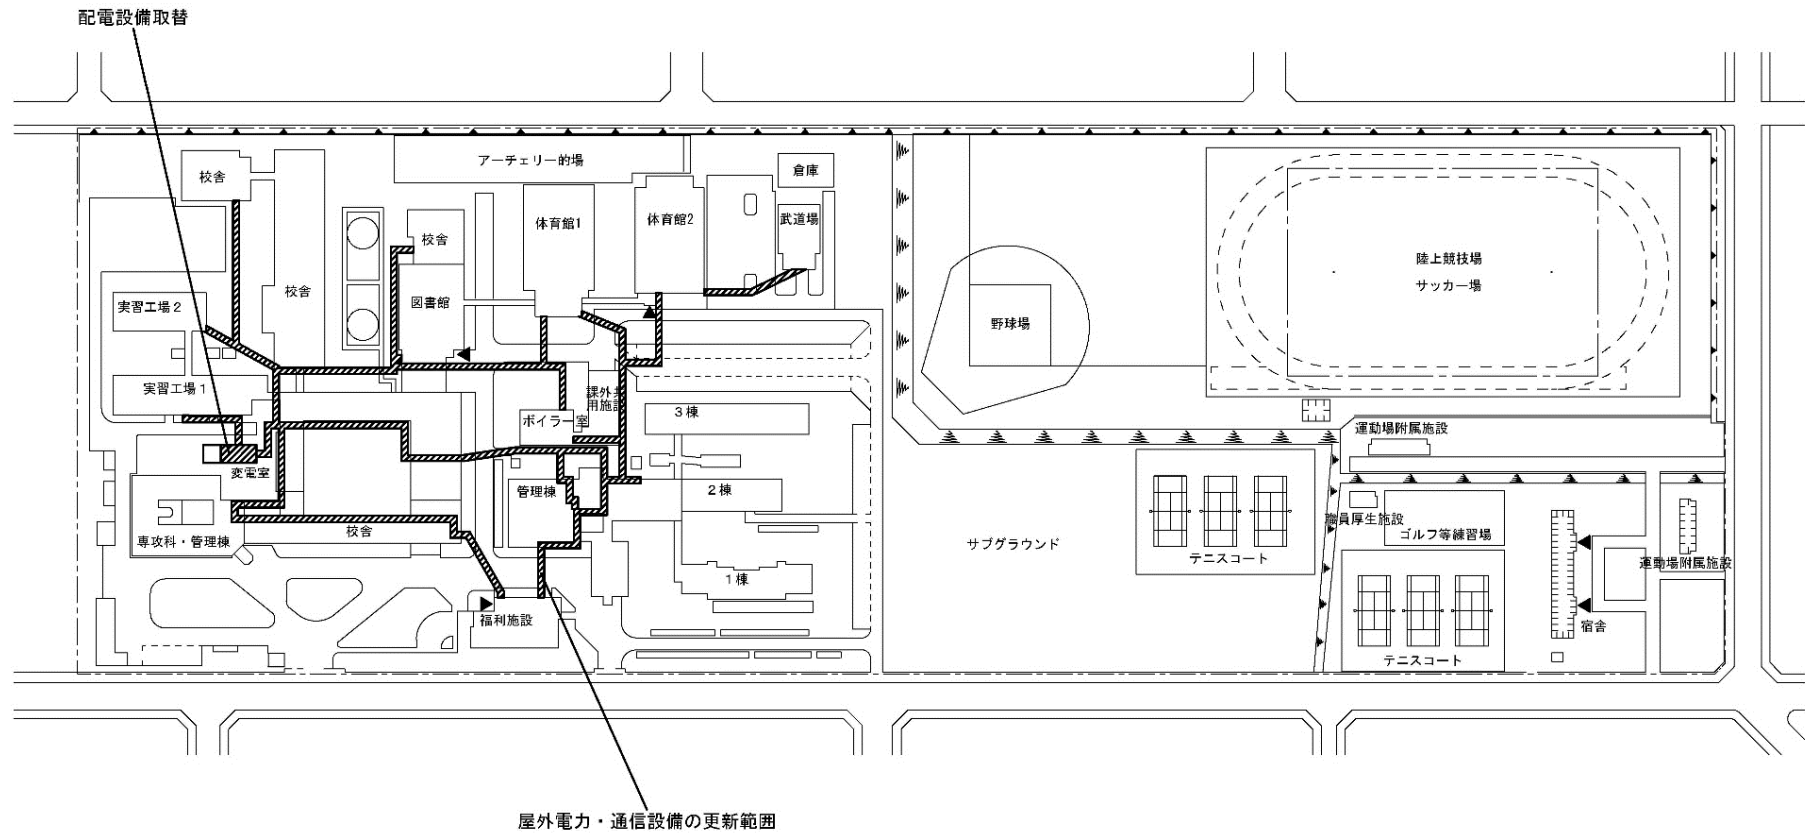 配電設備取替
アーチェリー的場
倉庫
校舎
体育館1
体育館2
武道場
校舎
陸上競技場
サッカー場
校舎
図書館
実習工場2
野球場
実習工場1
課外共
用施設
3棟
ボイラー室
運動場附属施設
変電室
管理棟
2棟
職員厚生施設
ゴルフ等練習場
校舎
専攻科・管理棟
サブグラウンド
テニスコート
運動場附属施設
1棟
福利施設
宿舎
テニスコート
屋外電力・通信設備の更新範囲